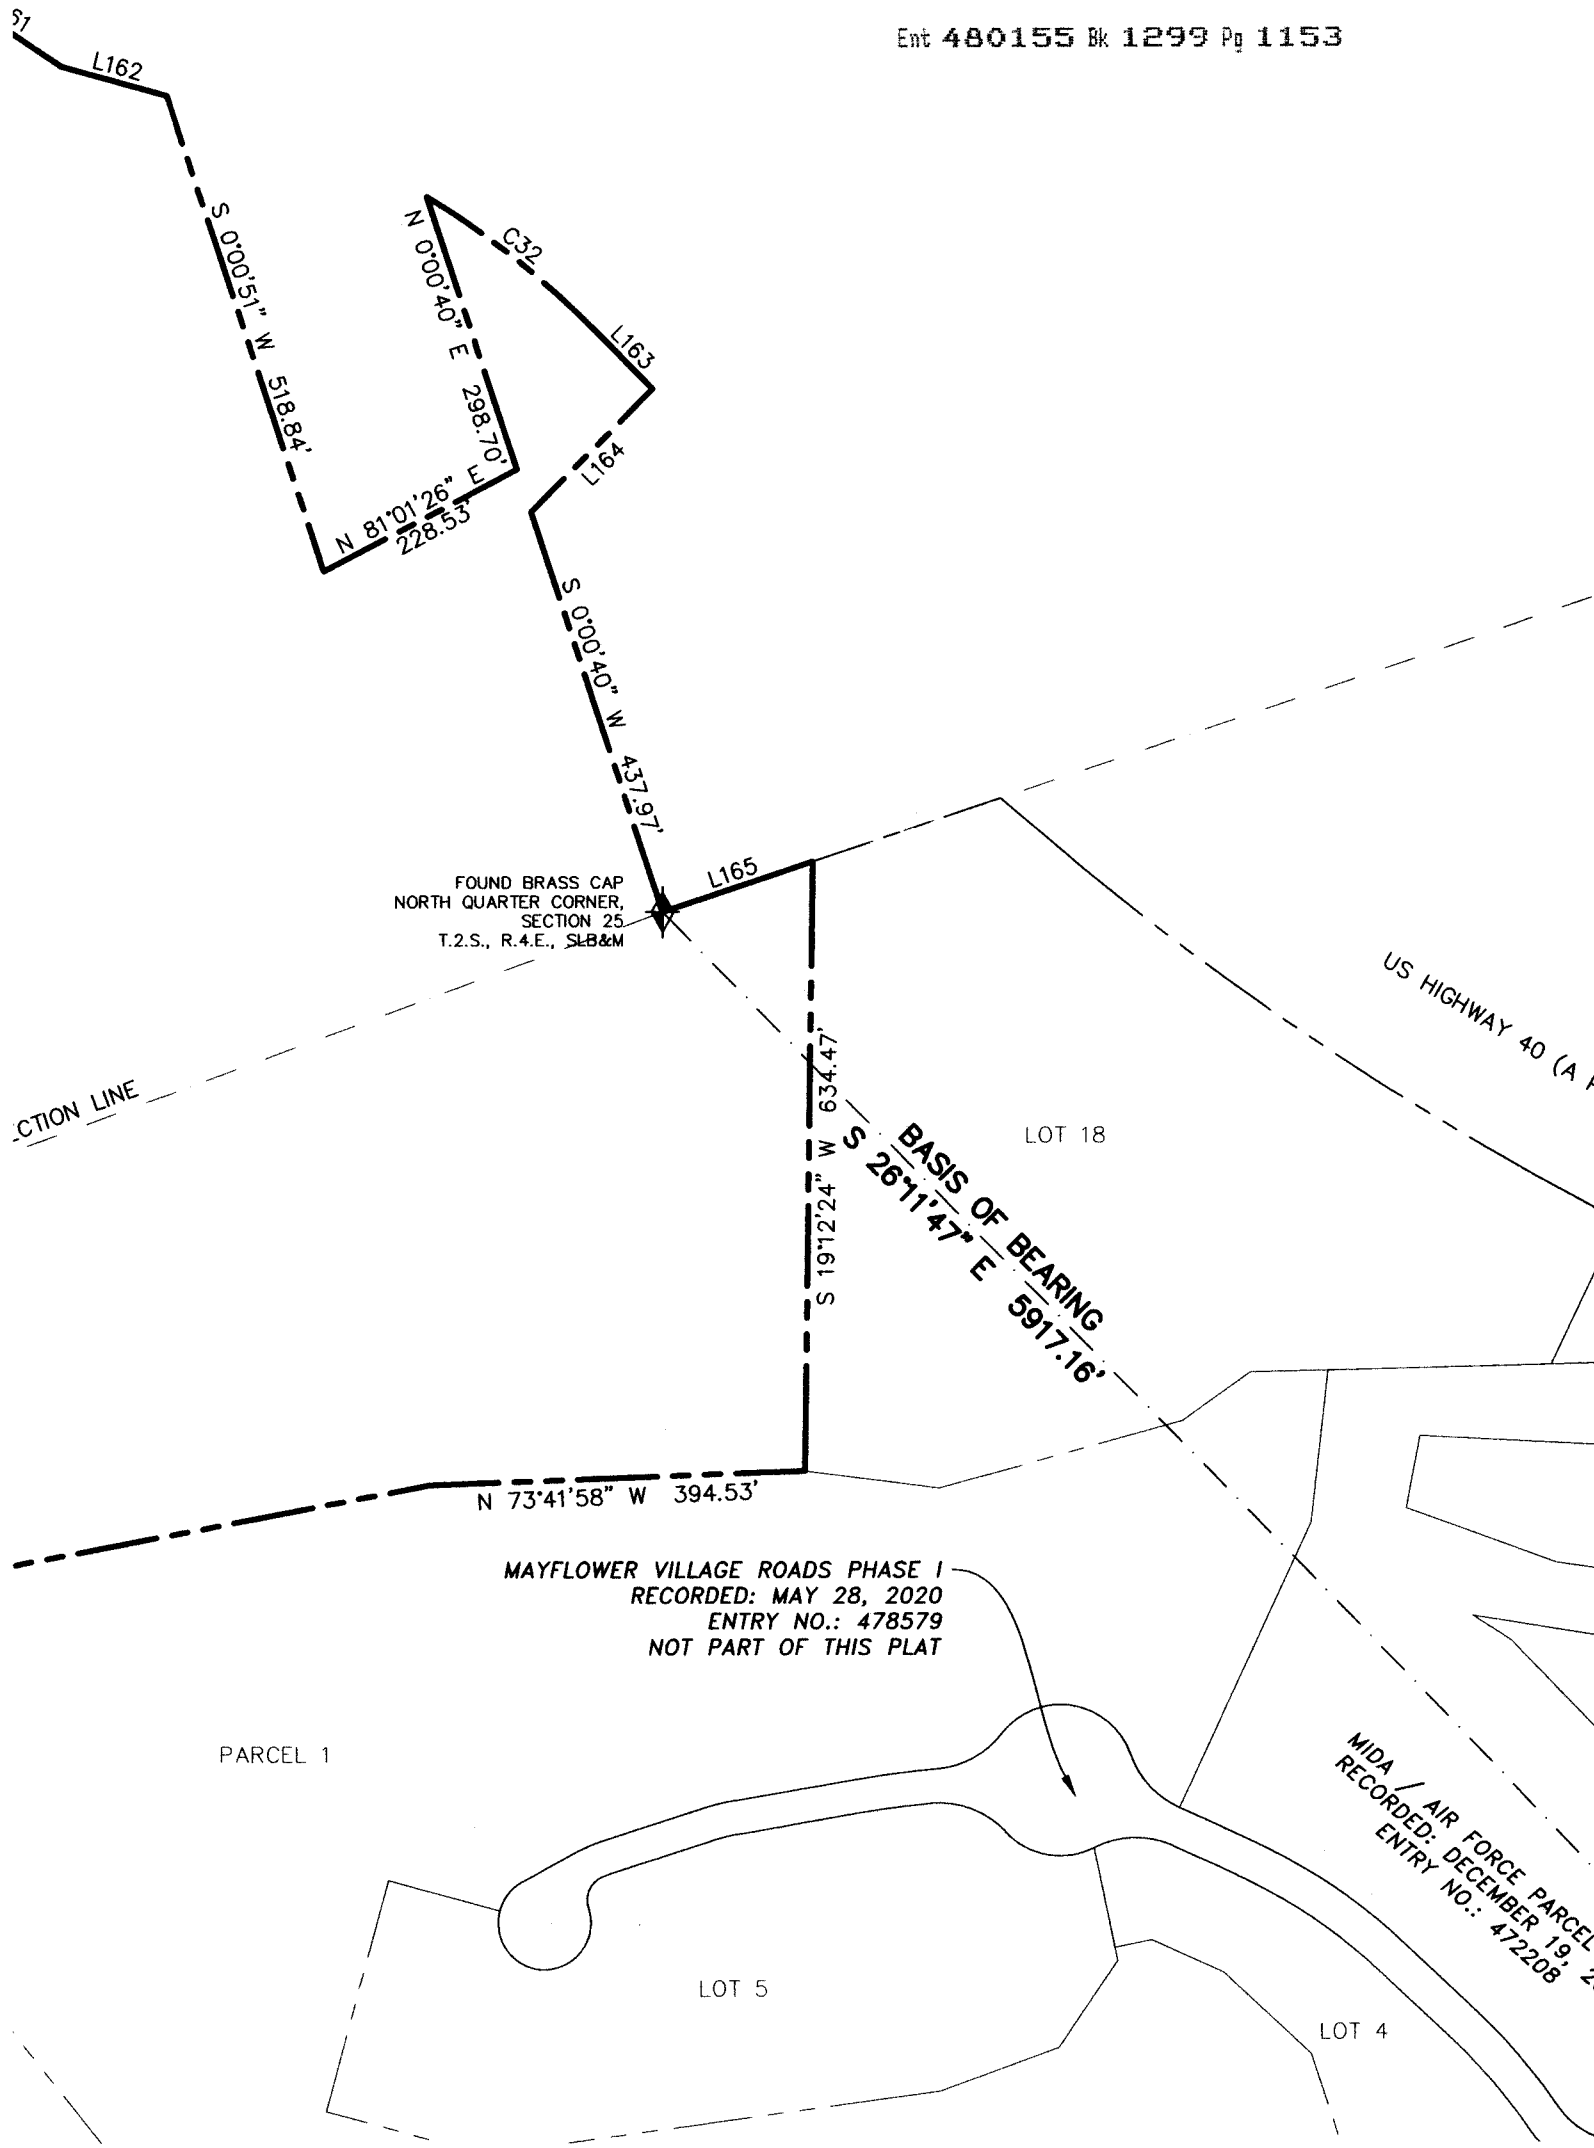 Ent 480155 Bk 1299 Pg 1153
L162
S 0°00'51" W 518.84'
N 0°00'40" E 298.70'
C32
L163
L164
N 81°01'26" E
228.53'
S 0°00'40" W 437.97'
L165
FOUND BRASS CAP
NORTH QUARTER CORNER,
SECTION 25
T.2.S., R.4.E., SLB&M
US HIGHWAY 40 (A
CTION LINE
S 19°12'24" W 634.47'
LOT 18
BASIS OF BEARING
S 26°11'47" E 5917.16'
N 73°41'58" W 394.53'
MAYFLOWER VILLAGE ROADS PHASE I
RECORDED: MAY 28, 2020
ENTRY NO.: 478579
NOT PART OF THIS PLAT
PARCEL 1
MIDA / AIR FORCE PARCEL
RECORDED: DECEMBER 19,
ENTRY NO.: 472208
LOT 5
LOT 4